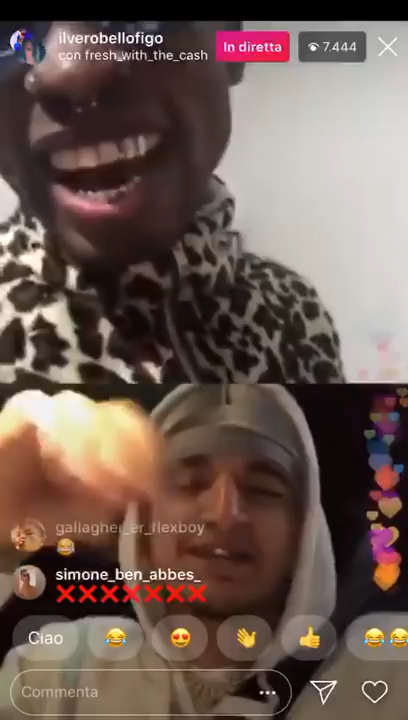 ilverobellofigo
con fresh_with_the_cash
In diretta
7.444
gallagher_er_flexboy
😂
simone_ben_abbes_
❌❌❌❌❌❌❌
Ciao 😂 😍 👋 👍 😂😂
Commenta